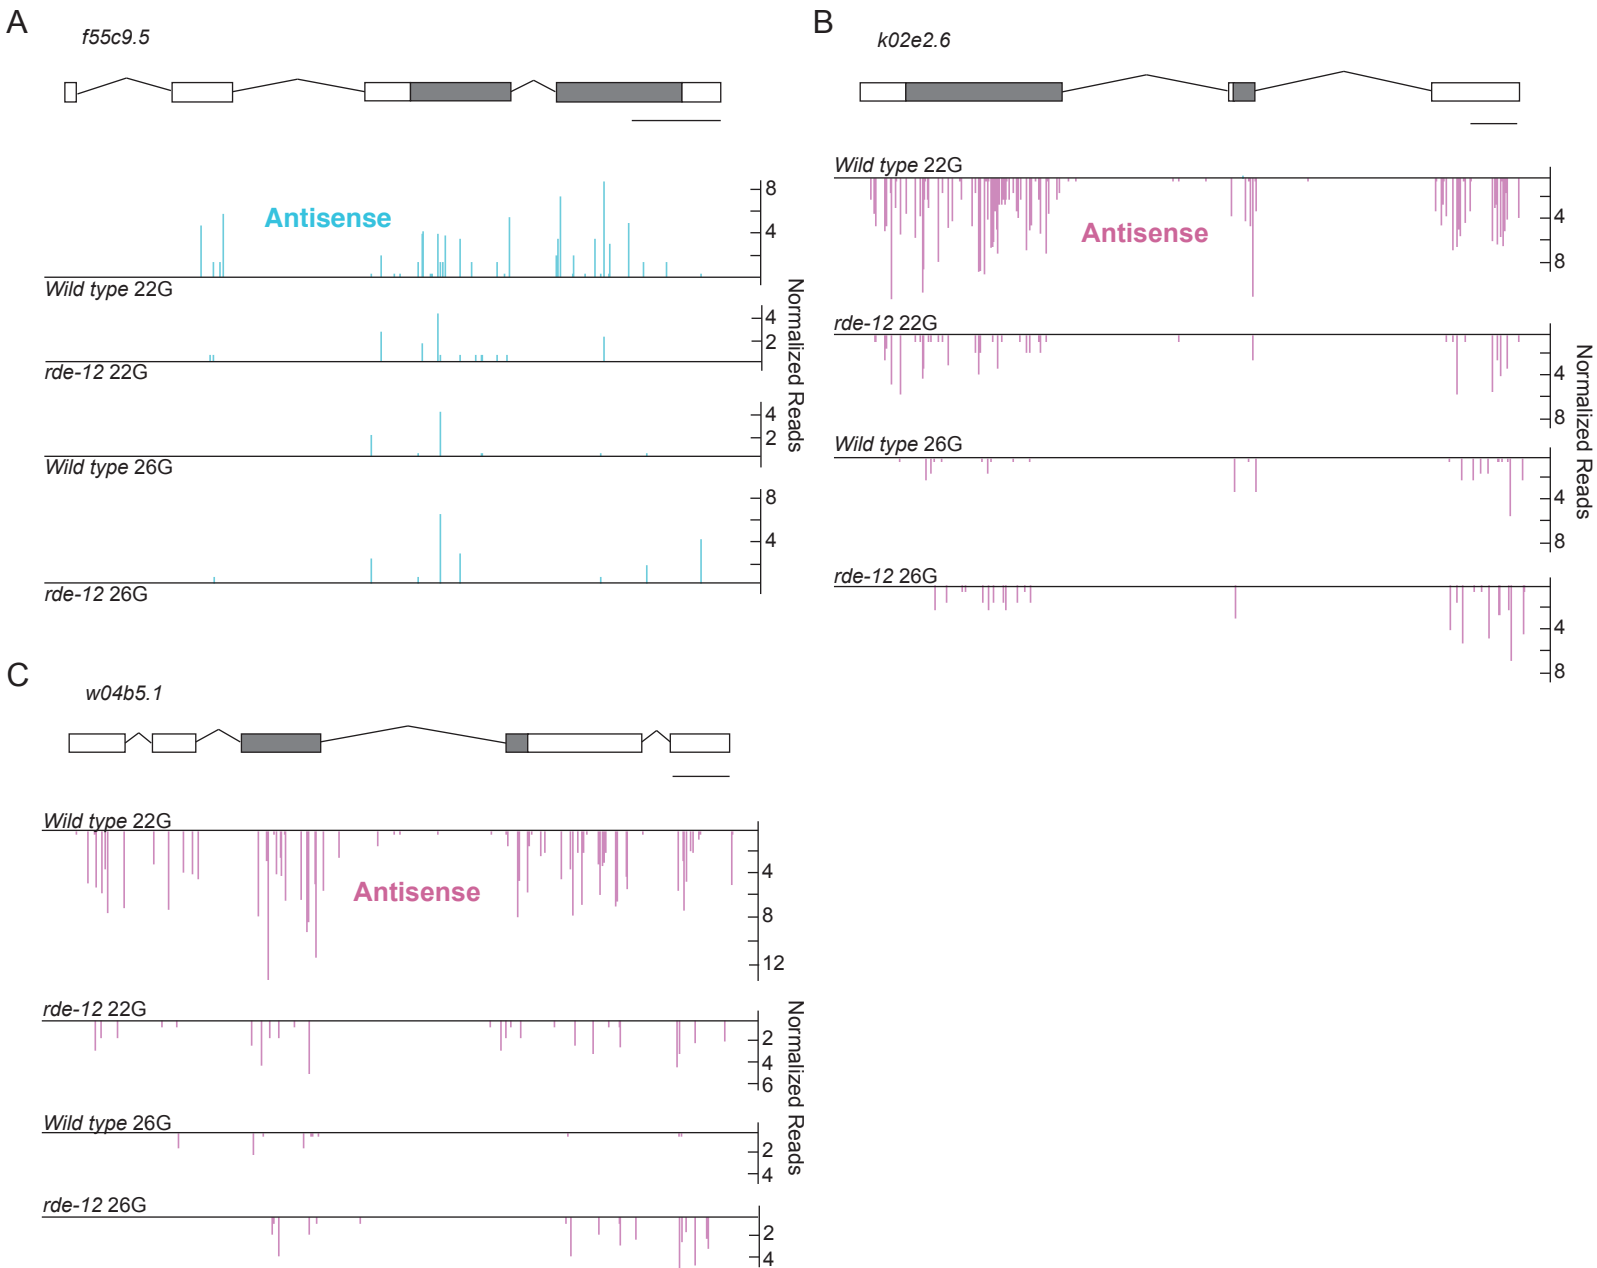 A
f55c9.5
Antisense
8
4
Wild type 22G
4
2
rde-12 22G
4
2
Wild type 26G
8
4
rde-12 26G
Normalized Reads
B
k02e2.6
Wild type 22G
Antisense
4
8
rde-12 22G
4
8
Wild type 26G
4
8
rde-12 26G
4
8
Normalized Reads
C
w04b5.1
Wild type 22G
Antisense
4
8
12
rde-12 22G
2
4
6
Wild type 26G
2
4
rde-12 26G
2
4
Normalized Reads